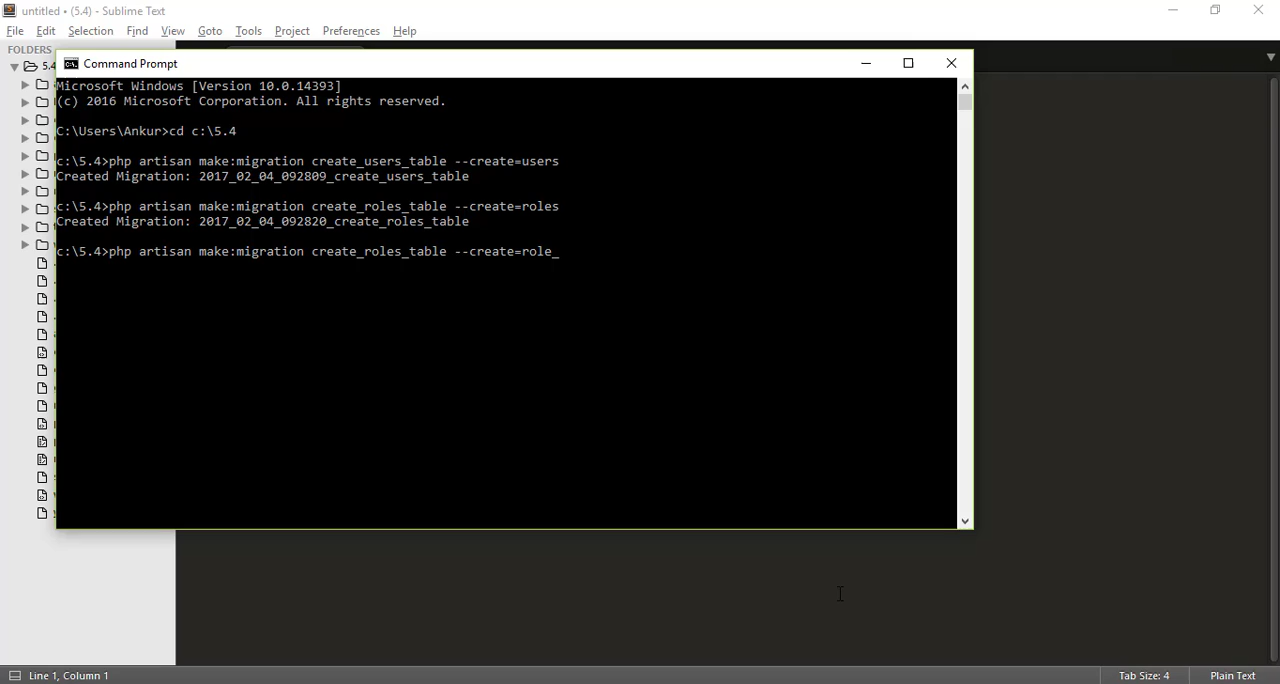 untitled • (5.4) - Sublime Text
File Edit Selection Find View Goto Tools Project Preferences Help
FOLDERS
Command Prompt
Microsoft Windows [Version 10.0.14393]
(c) 2016 Microsoft Corporation. All rights reserved.
C:\Users\Ankur>cd c:\5.4
c:\5.4>php artisan make:migration create_users_table --create=users
Created Migration: 2017_02_04_092809_create_users_table
c:\5.4>php artisan make:migration create_roles_table --create=roles
Created Migration: 2017_02_04_092820_create_roles_table
c:\5.4>php artisan make:migration create_roles_table --create=role_
Line 1, Column 1
Tab Size: 4
Plain Text